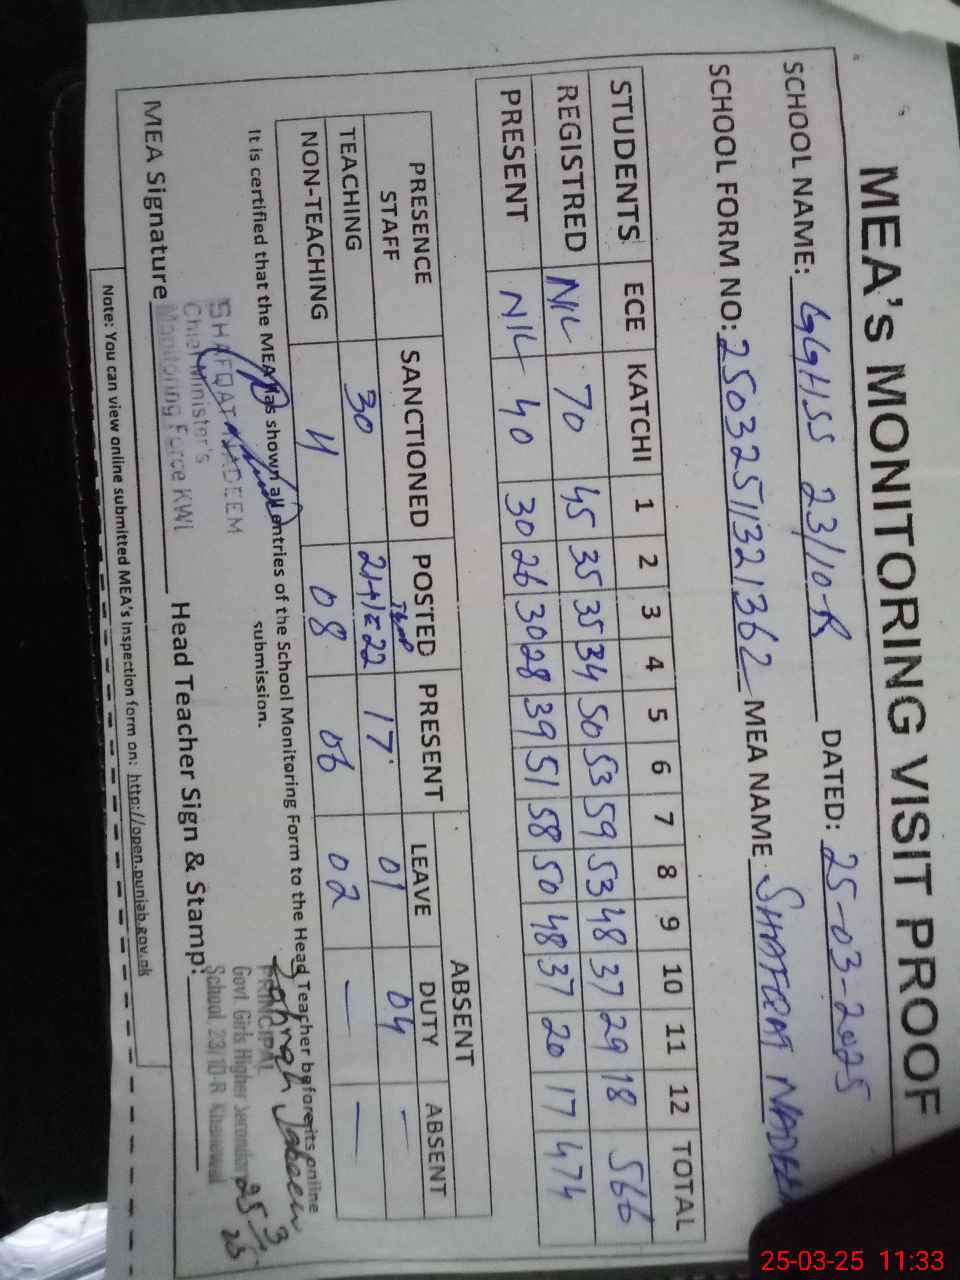 MEA's MONITORING VISIT PROOF
SCHOOL NAME: GGHSS 23/10-R DATED: 25-03-2025
SCHOOL FORM NO: 25032511321362 MEA NAME: SHAFQAT NADEEM
STUDENTS ECE KATCHI 1 2 3 4 5 6 7 8 9 10 11 12 TOTAL
REGISTRED NIL 70 45 35 35 34 50 53 59 53 48 37 29 18 566
PRESENT NIL 40 30 26 30 28 39 51 58 50 48 37 20 17 474
PRESENCE STAFF SANCTIONED POSTED PRESENT ABSENT
LEAVE DUTY ABSENT
TEACHING 30 21+1=22 17 01 04 —
NON-TEACHING 11 08 06 02 — —
It is certified that the MEA has shown all entries of the School Monitoring Form to the Head Teacher before its online
submission.
SHAFQAT NADEEM
Chief Minister's
Monitoring Force KWL
MEA Signature Head Teacher Sign & Stamp:
Jabeen
PRINCIPAL
Govt. Girls Higher Secondary
School, 23/10-R Khanewal
25/3/25
Note: You can view online submitted MEA's Inspection form on: http://open.punjab.gov.pk
25-03-25 11:33